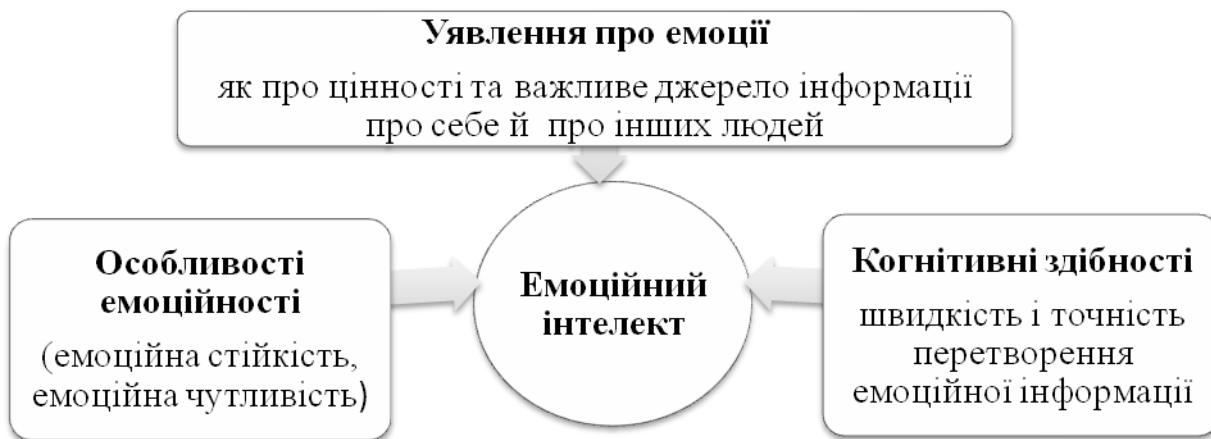 Уявлення про емоції
як про цінності та важливе джерело інформації
про себе й про інших людей
Особливості
емоційності
(емоційна стійкість,
емоційна чутливість)
Емоційний
інтелект
Когнітивні здібності
швидкість і точність
перетворення
емоційної інформації